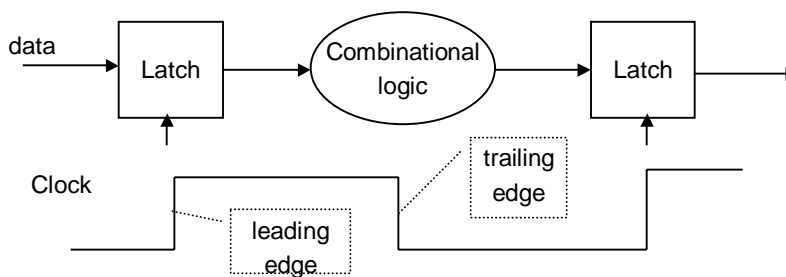 data
Latch
Combinational
logic
Latch
Clock
leading
edge
trailing
edge